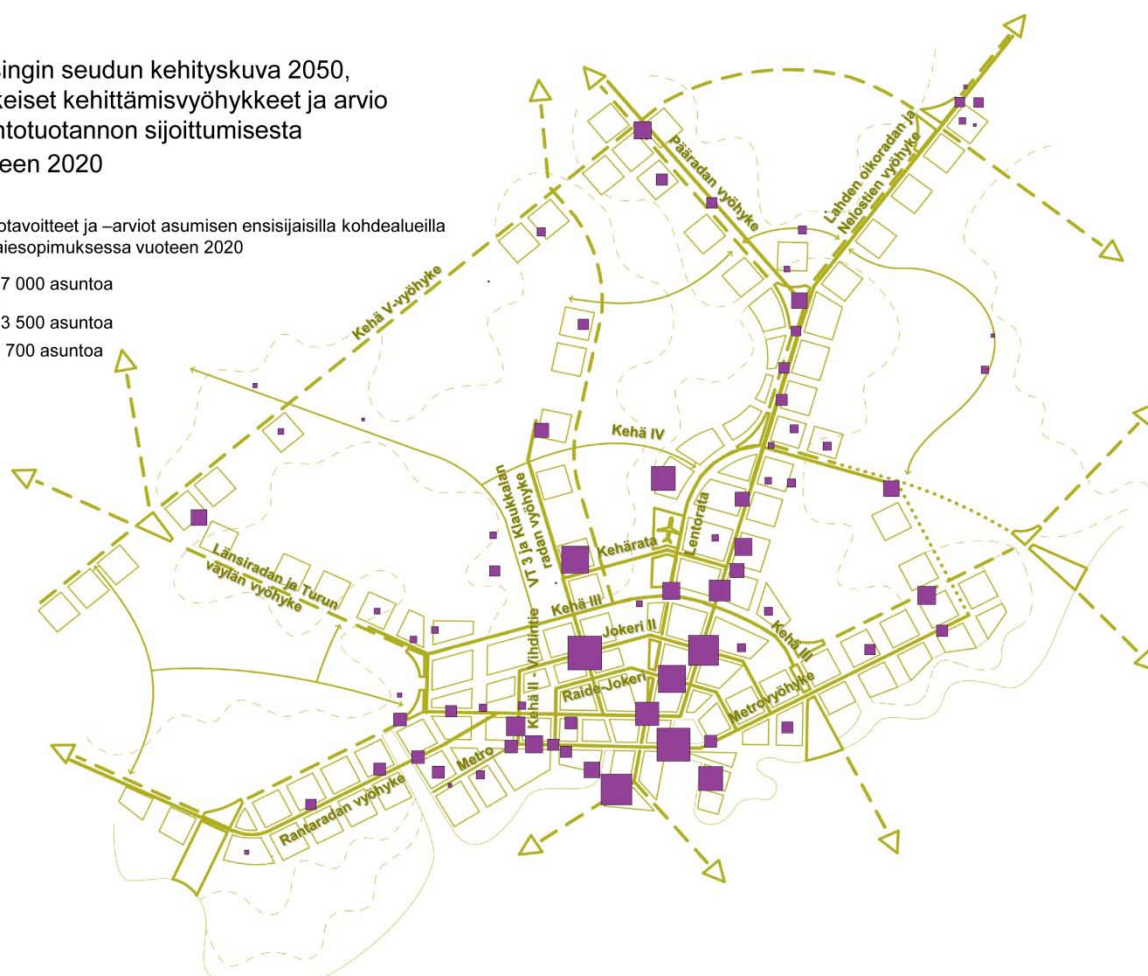 singin seudun kehityskuva 2050,
keiset kehittämisvyöhykkeet ja arvio
ntotuotannon sijoittumisesta
teen 2020
otavoitteet ja –arviot asumisen ensisijaisilla kohdealueilla
aiesopimuksessa vuoteen 2020
7 000 asuntoa
3 500 asuntoa
700 asuntoa
Pääradan vyöhyke
Lahden oikoradan ja
Nelostien vyöhyke
Kehä V-vyöhyke
Kehä IV
VT 3 ja Klaukkalan
radan vyöhyke
Lentorata
Kehärata
Länsiradan ja Turun
väylän vyöhyke
Kehä III
Jokeri II
Kehä III
Kehä II - Vihdintie
Raide-Jokeri
Metrovyöhyke
Metro
Rantaradan vyöhyke